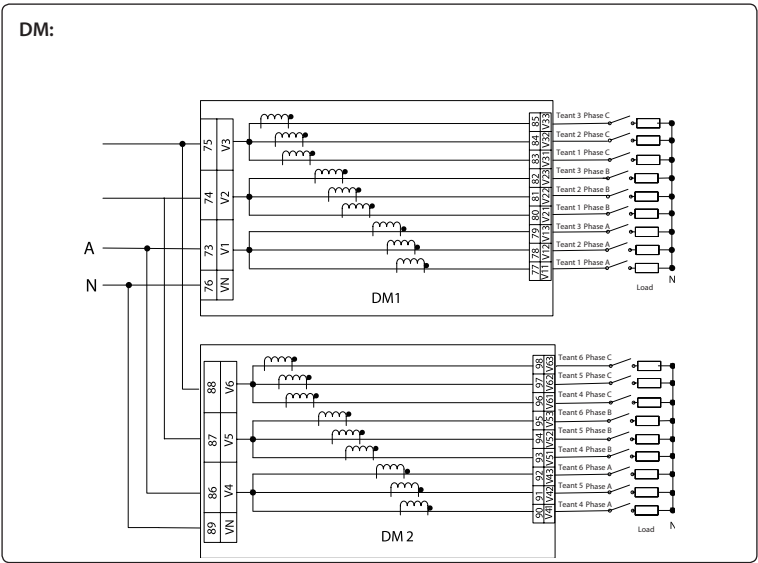 DM:
75 V3
74 V2
A 73 V1
N 76 VN
85 V33 Teant 3 Phase C
84 V32 Teant 2 Phase C
83 V31 Teant 1 Phase C
82 V23 Teant 3 Phase B
81 V22 Teant 2 Phase B
80 V21 Teant 1 Phase B
79 V13 Teant 3 Phase A
78 V12 Teant 2 Phase A
77 V11 Teant 1 Phase A
N
Load
DM1
88 V6
87 V5
86 V4
89 VN
98 V63 Teant 6 Phase C
97 V62 Teant 5 Phase C
96 V61 Teant 4 Phase C
95 V53 Teant 6 Phase B
94 V52 Teant 5 Phase B
93 V51 Teant 4 Phase B
92 V43 Teant 6 Phase A
91 V42 Teant 5 Phase A
90 V41 Teant 4 Phase A
N
Load
DM 2